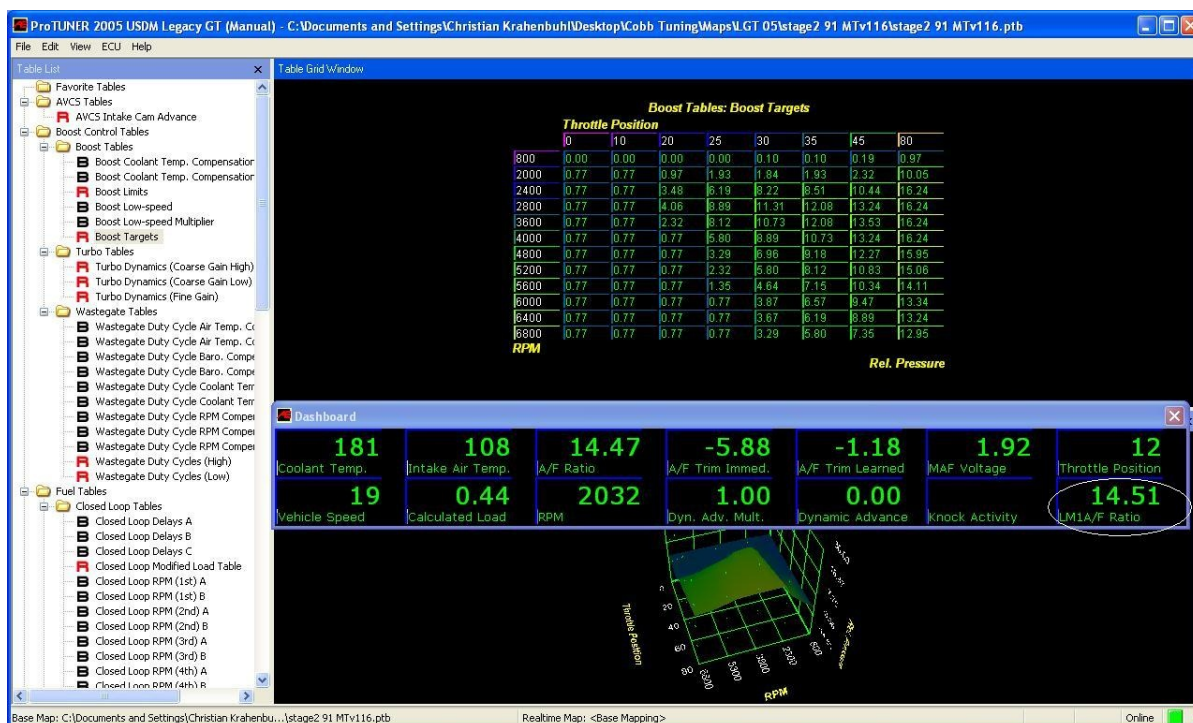 ProTUNER 2005 USDM Legacy GT (Manual) - C:\Documents and Settings\Christian Krahenbuhl\Desktop\Cobb Tuning\Maps\LGT 05\stage2 91 MTv116\stage2 91 MTv116.ptb
File Edit View ECU Help
Table List
Favorite Tables
AVCS Tables
R AVCS Intake Cam Advance
Boost Control Tables
Boost Tables
B Boost Coolant Temp. Compensation
B Boost Coolant Temp. Compensation
R Boost Limits
B Boost Low-speed
B Boost Low-speed Multiplier
R Boost Targets
Turbo Tables
R Turbo Dynamics (Coarse Gain High)
R Turbo Dynamics (Coarse Gain Low)
R Turbo Dynamics (Fine Gain)
Wastegate Tables
B Wastegate Duty Cycle Air Temp. Co
B Wastegate Duty Cycle Air Temp. Co
B Wastegate Duty Cycle Baro. Compe
B Wastegate Duty Cycle Baro. Compe
B Wastegate Duty Cycle Coolant Tem
B Wastegate Duty Cycle Coolant Tem
B Wastegate Duty Cycle RPM Compe
B Wastegate Duty Cycle RPM Compe
B Wastegate Duty Cycle RPM Compe
R Wastegate Duty Cycles (High)
R Wastegate Duty Cycles (Low)
Fuel Tables
Closed Loop Tables
B Closed Loop Delays A
B Closed Loop Delays B
B Closed Loop Delays C
R Closed Loop Modified Load Table
B Closed Loop RPM (1st) A
B Closed Loop RPM (1st) B
B Closed Loop RPM (2nd) A
B Closed Loop RPM (2nd) B
B Closed Loop RPM (3rd) A
B Closed Loop RPM (3rd) B
B Closed Loop RPM (4th) A
B Closed Loop RPM (4th) B
Table Grid Window
Boost Tables: Boost Targets
Throttle Position
0 10 20 25 30 35 45 80
800 0.00 0.00 0.00 0.00 0.10 0.10 0.19 0.97
2000 0.77 0.77 0.97 1.93 1.84 1.93 2.32 10.05
2400 0.77 0.77 3.48 6.19 8.22 8.51 10.44 16.24
2800 0.77 0.77 4.06 8.89 11.31 12.08 13.24 16.24
3600 0.77 0.77 2.32 8.12 10.73 12.08 13.53 16.24
4000 0.77 0.77 0.77 5.80 8.89 10.73 13.24 16.24
4800 0.77 0.77 0.77 3.29 6.96 9.18 12.27 15.95
5200 0.77 0.77 0.77 2.32 5.80 8.12 10.83 15.06
5600 0.77 0.77 0.77 1.35 4.64 7.15 10.34 14.11
6000 0.77 0.77 0.77 0.77 3.87 6.57 9.47 13.34
6400 0.77 0.77 0.77 0.77 3.67 6.19 8.89 13.24
6800 0.77 0.77 0.77 0.77 3.29 5.80 7.35 12.95
RPM
Rel. Pressure
Dashboard
181 108 14.47 -5.88 -1.18 1.92 12
Coolant Temp. Intake Air Temp. A/F Ratio A/F Trim Immed. A/F Trim Learned MAF Voltage Throttle Position
19 0.44 2032 1.00 0.00 14.51
Vehicle Speed Calculated Load RPM Dyn. Adv. Mult. Dynamic Advance Knock Activity LM1A/F Ratio
Throttle Position
0
20
40
60
80
6800 5300 3800 2300 800
RPM
Base Map: C:\Documents and Settings\Christian Krahenbu...\stage2 91 MTv116.ptb
Realtime Map: <Base Mapping>
Online